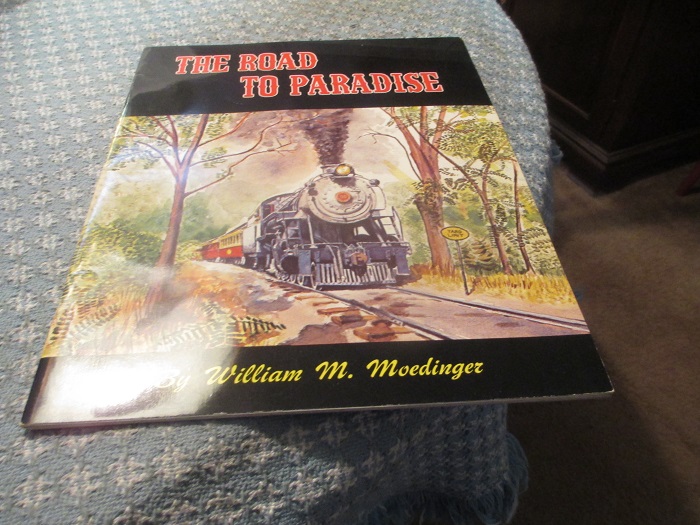 THE ROAD
TO PARADISE
By William M. Moedinger